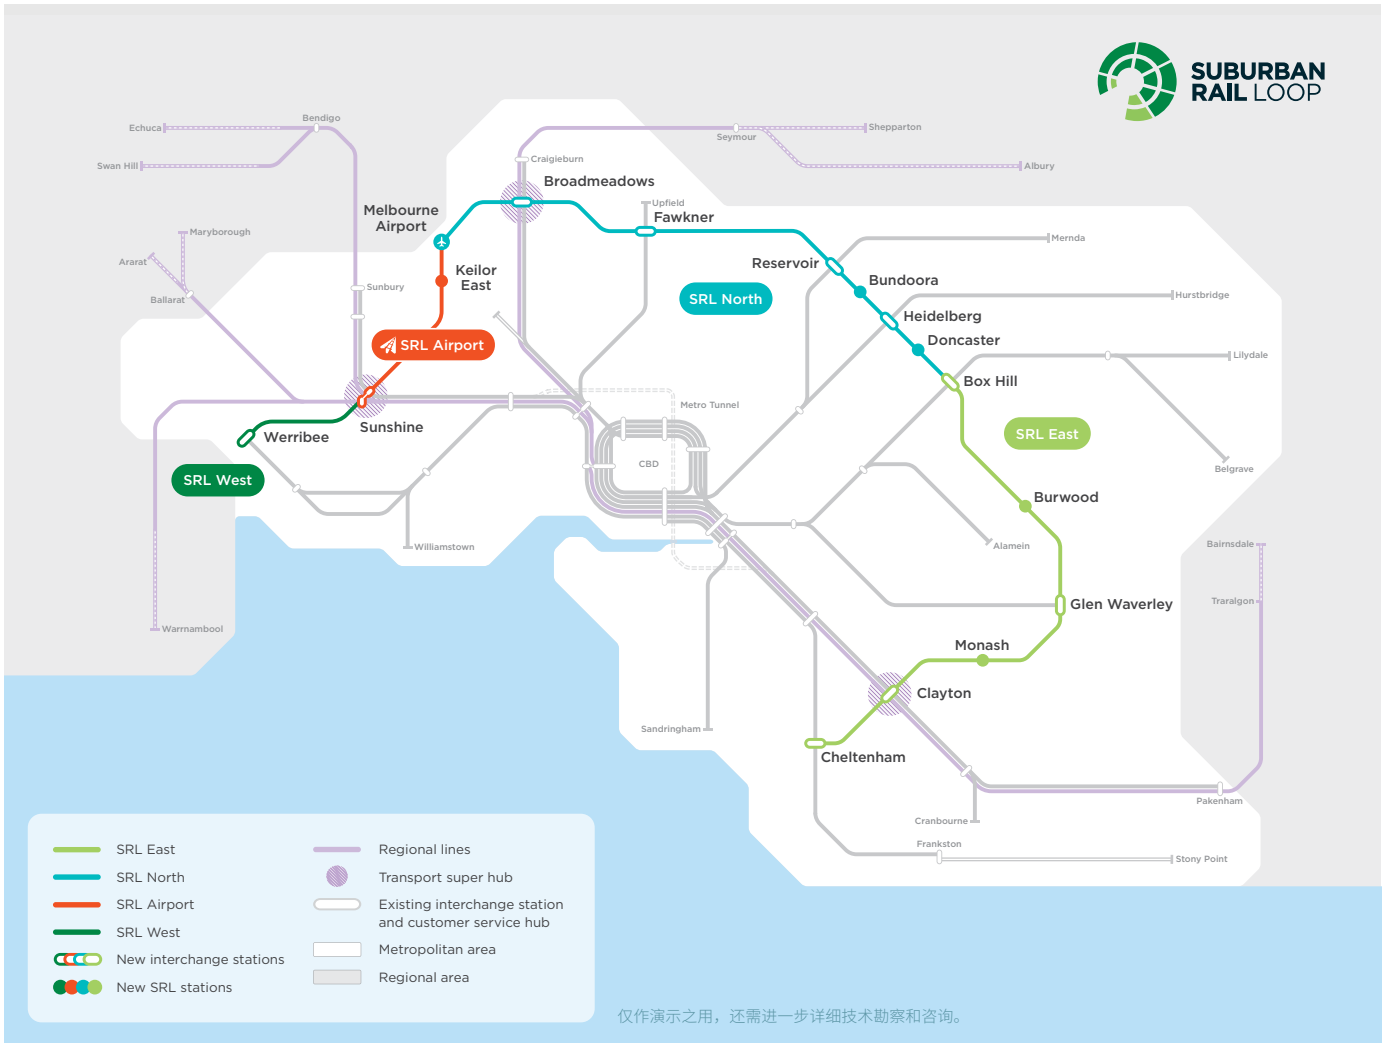 SUBURBAN
RAIL LOOP
Echuca
Bendigo
Swan Hill
Craigieburn
Seymour
Shepparton
Albury
Broadmeadows
Melbourne
Airport
Upfield
Fawkner
Maryborough
Ararat
Ballarat
Sunbury
Keilor
East
Reservoir
Mernda
Bundoora
SRL North
Hurstbridge
Heidelberg
Doncaster
SRL Airport
Lilydale
Box Hill
Metro Tunnel
Sunshine
Werribee
SRL East
CBD
Belgrave
SRL West
Burwood
Williamstown
Alamein
Bairnsdale
Traralgon
Glen Waverley
Warrnambool
Monash
Clayton
Sandringham
Cheltenham
Pakenham
Cranbourne
Frankston
Stony Point
SRL East
SRL North
SRL Airport
SRL West
New interchange stations
New SRL stations
Regional lines
Transport super hub
Existing interchange station
and customer service hub
Metropolitan area
Regional area
仅作演示之用，还需进一步详细技术勘察和咨询。